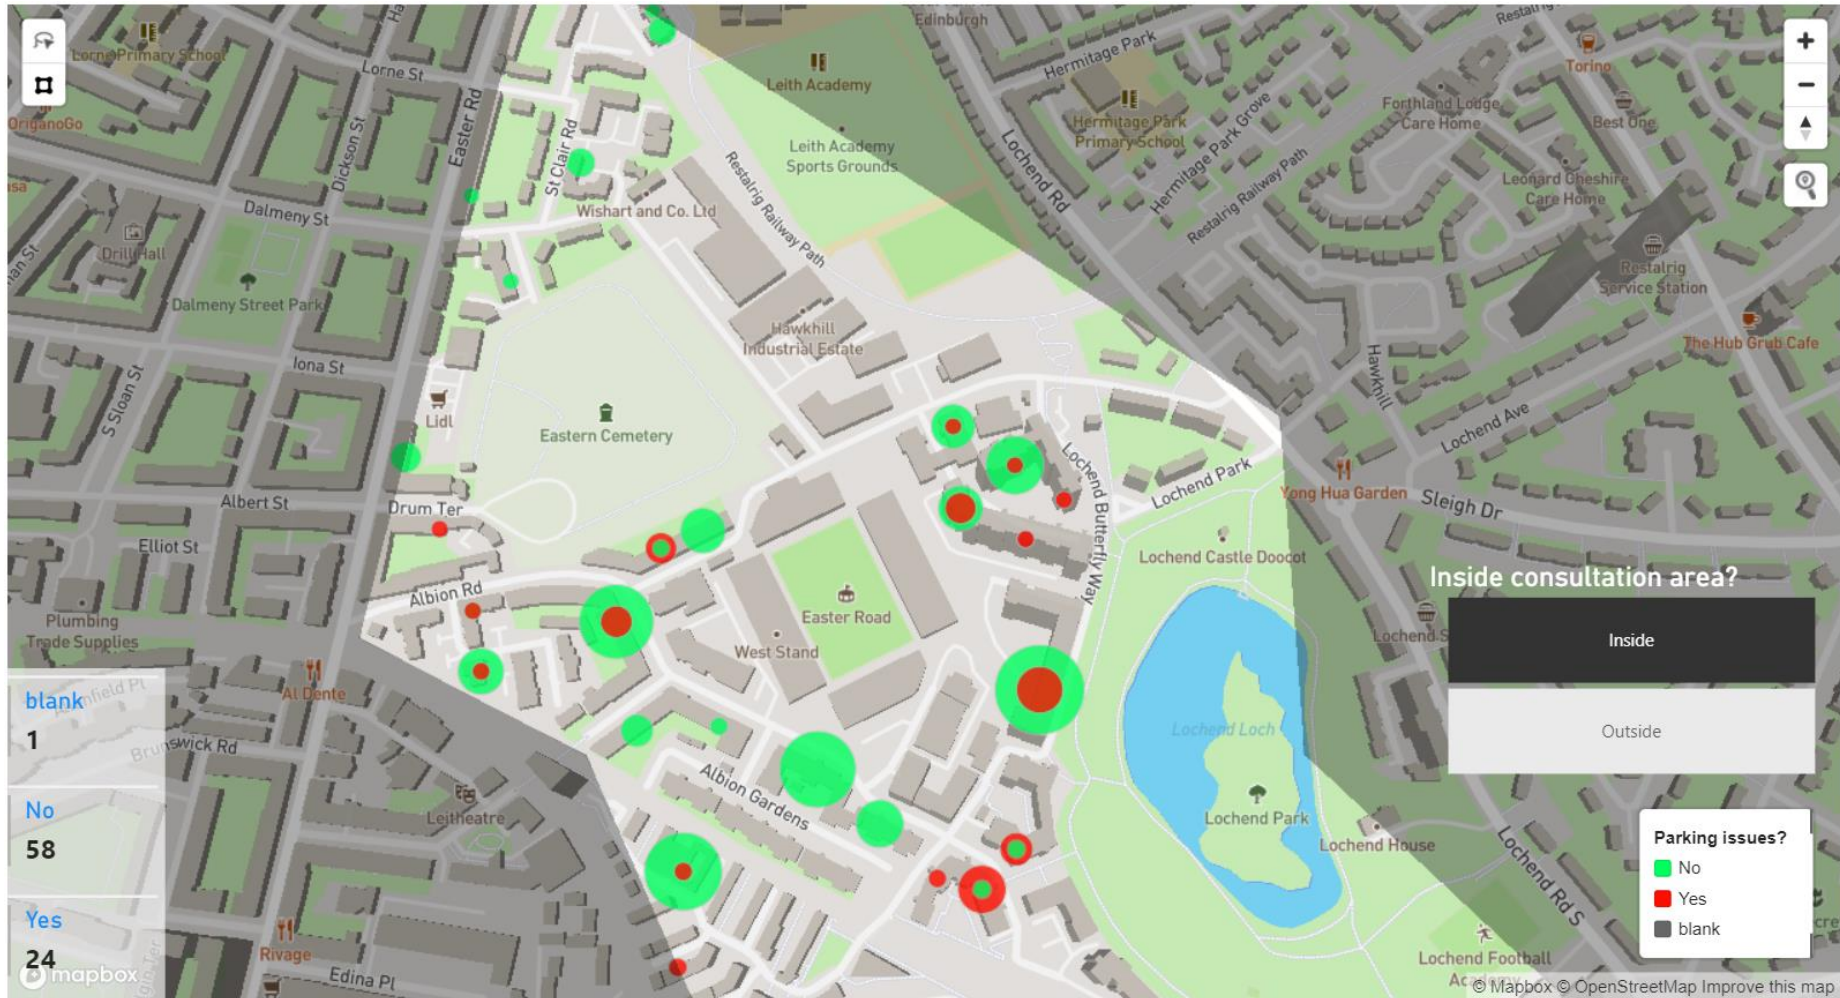 Lorne Primary School
Lorne St
OriganoGo
Easter Rd
Dickson St
St Clair Rd
Dalmeny St
Drill Hall
Dalmeny Street Park
Iona St
S Sloan St
Lidl
Albert St
Drum Ter
Elliot St
Albion Rd
Plumbing
Trade Supplies
Al Dente
Brunswick Rd
Leitheatre
Rivage
Edina Pl
Edinburgh
Leith Academy
Leith Academy
Sports Grounds
Restalrig Railway Path
Wishart and Co. Ltd
Hawkhill
Industrial Estate
Eastern Cemetery
Easter Road
West Stand
Albion Gardens
Lochend Butterfly Way
Lochend Park
Lochend Castle Doocot
Lochend Loch
Lochend Park
Lochend House
Lochend Rd
Hermitage Park
Hermitage Park
Primary School
Hermitage Park Grove
Restalrig Railway Path
Torino
Forthland Lodge
Care Home
Best One
Leonard Cheshire
Care Home
Restalrig
Service Station
The Hub Grub Cafe
Hawkhill
Lochend Ave
Yong Hua Garden
Sleigh Dr
Lochend Rd S
Lochend Football
Academy
Inside consultation area?
Inside
Outside
Parking issues?
No
Yes
blank
blank
1
No
58
Yes
24
mapbox
© Mapbox © OpenStreetMap Improve this map